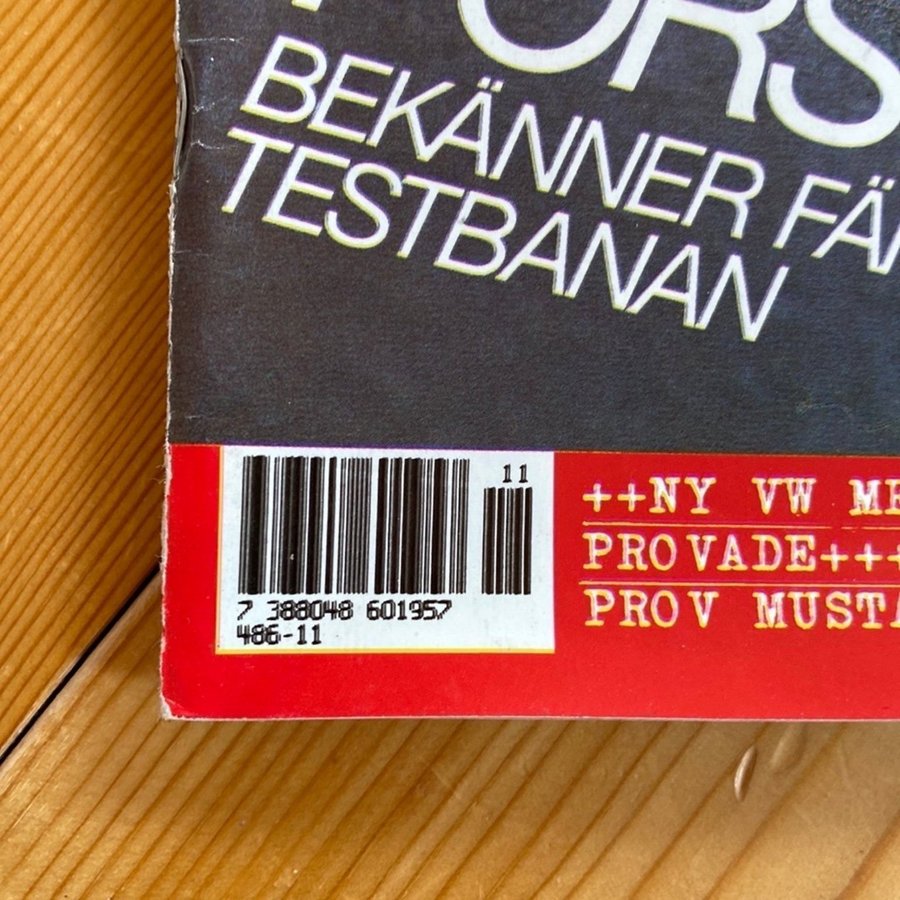 BEKÄNNER
TESTBANAN
11
++NY VW
PROVADE+++
PROV
7 388048 601957
486-11